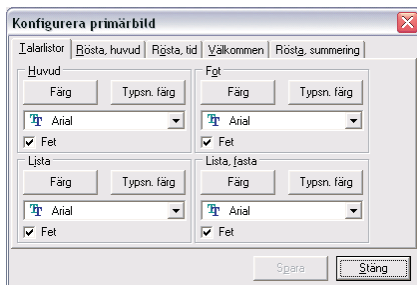 Konfigurera primärbild
Talarlistor Rösta, huvud Rösta, tid Välkommen Rösta, summering
Huvud Fot
Färg Typsn. färg Färg Typsn. färg
Arial Arial
Fet Fet
Lista Lista, fasta
Färg Typsn. färg Färg Typsn. färg
Arial Arial
Fet Fet
Spara Stäng